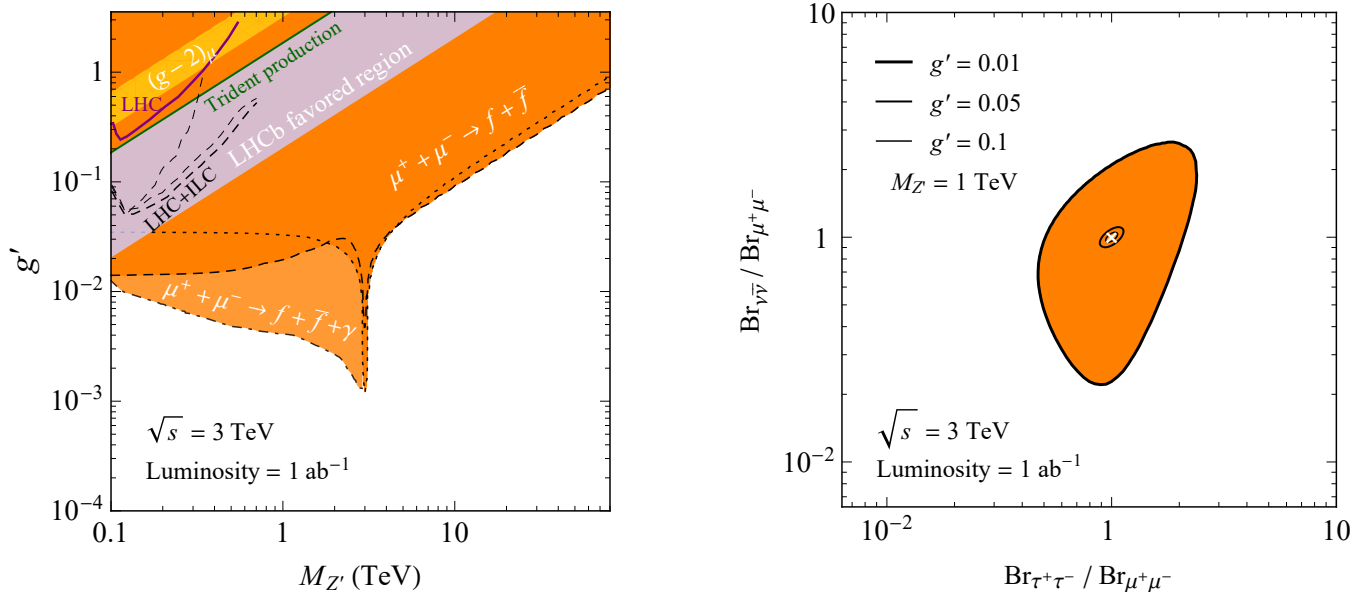 1
10⁻¹
10⁻²
10⁻³
10⁻⁴
g′
0.1
1
10
M_Z′ (TeV)
(g − 2)_μ
LHC
Trident production
LHCb favored region
LHC+ILC
μ⁺ + μ⁻ → f + f̅
μ⁺ + μ⁻ → f + f̅ + γ
√s = 3 TeV
Luminosity = 1 ab⁻¹
10
1
10⁻²
Br_νν̅ / Br_μ⁺μ⁻
g′ = 0.01
g′ = 0.05
g′ = 0.1
M_Z′ = 1 TeV
√s = 3 TeV
Luminosity = 1 ab⁻¹
10⁻²
1
10
Br_τ⁺τ⁻ / Br_μ⁺μ⁻